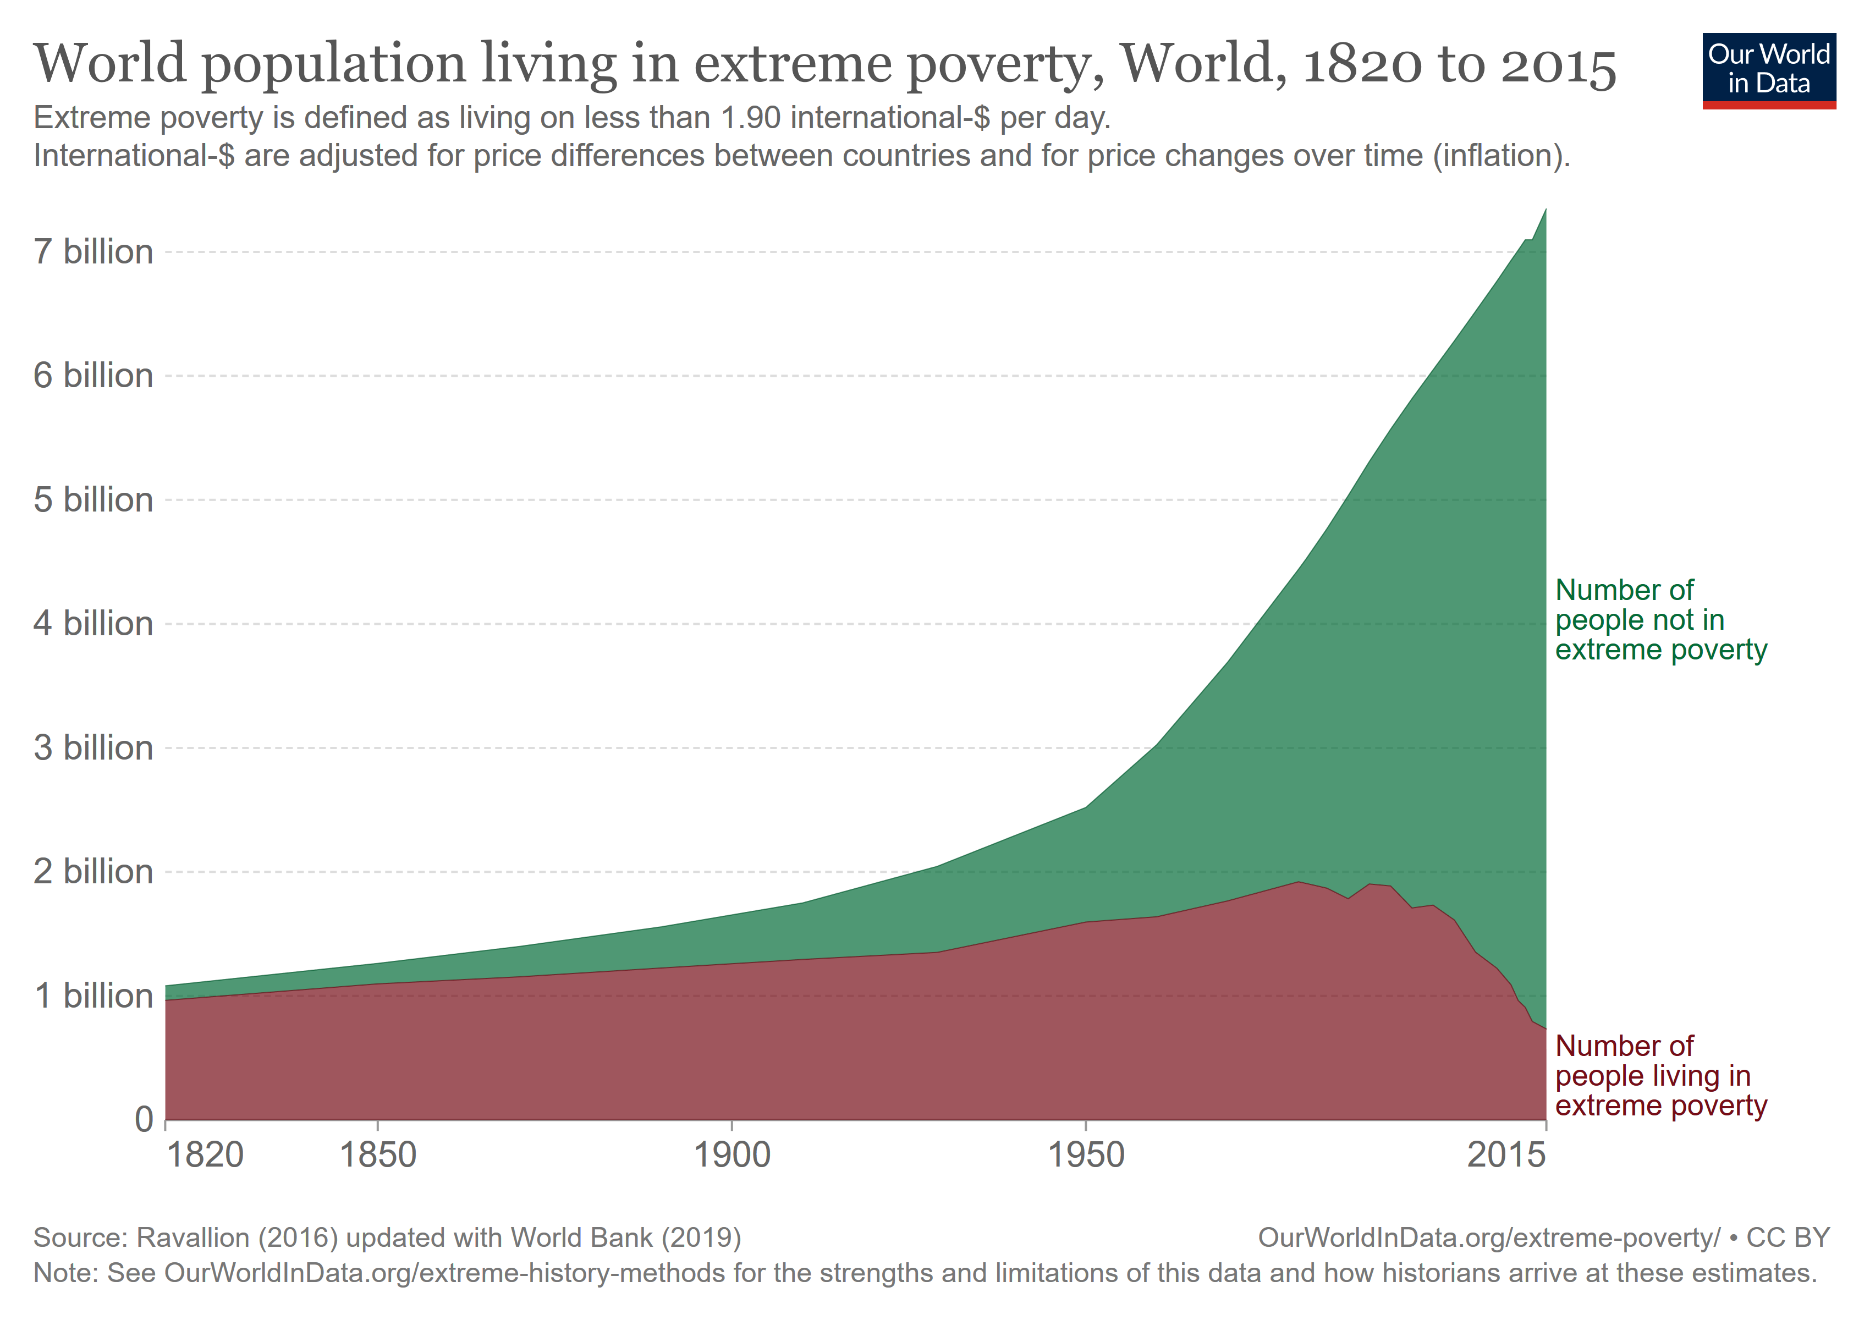 World population living in extreme poverty, World, 1820 to 2015
Our World
in Data
Extreme poverty is defined as living on less than 1.90 international-$ per day.
International-$ are adjusted for price differences between countries and for price changes over time (inflation).
7 billion
6 billion
5 billion
4 billion
3 billion
2 billion
1 billion
0
Number of
people not in
extreme poverty
Number of
people living in
extreme poverty
1820
1850
1900
1950
2015
Source: Ravallion (2016) updated with World Bank (2019)
OurWorldInData.org/extreme-poverty/ • CC BY
Note: See OurWorldInData.org/extreme-history-methods for the strengths and limitations of this data and how historians arrive at these estimates.